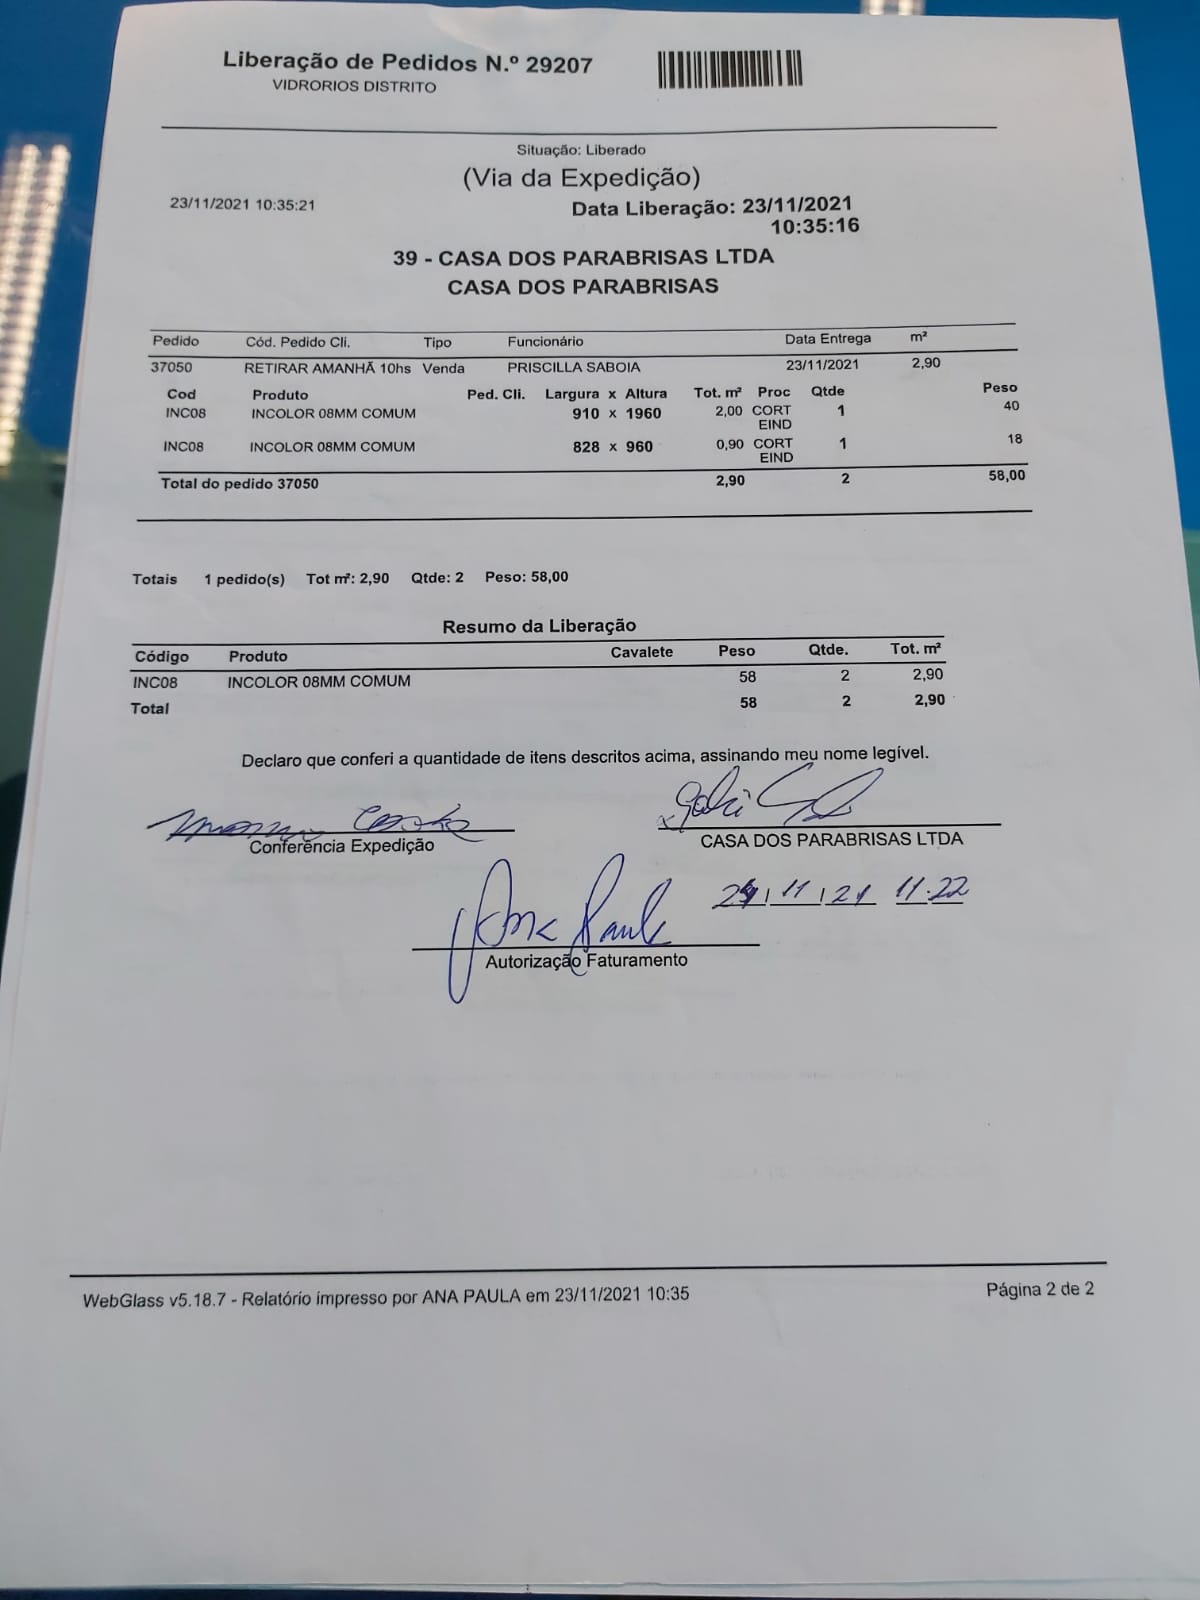 Liberação de Pedidos N.º 29207
VIDRORIOS DISTRITO
Situação: Liberado
(Via da Expedição)
23/11/2021 10:35:21
Data Liberação: 23/11/2021
10:35:16
39 - CASA DOS PARABRISAS LTDA
CASA DOS PARABRISAS
Pedido Cód. Pedido Cli. Tipo Funcionário Data Entrega m²
37050 RETIRAR AMANHÃ 10hs Venda PRISCILLA SABOIA 23/11/2021 2,90
Cod Produto Ped. Cli. Largura x Altura Tot. m² Proc Qtde Peso
INC08 INCOLOR 08MM COMUM 910 x 1960 2,00 CORT 1 40
EIND
INC08 INCOLOR 08MM COMUM 828 x 960 0,90 CORT 1 18
EIND
Total do pedido 37050 2,90 2 58,00
Totais 1 pedido(s) Tot m²: 2,90 Qtde: 2 Peso: 58,00
Resumo da Liberação
Código Produto Cavalete Peso Qtde. Tot. m²
INC08 INCOLOR 08MM COMUM 58 2 2,90
Total 58 2 2,90
Declaro que conferi a quantidade de itens descritos acima, assinando meu nome legível.
Conferência Expedição
CASA DOS PARABRISAS LTDA
11 21 11:22
Ana Paula
Autorização Faturamento
WebGlass v5.18.7 - Relatório impresso por ANA PAULA em 23/11/2021 10:35
Página 2 de 2